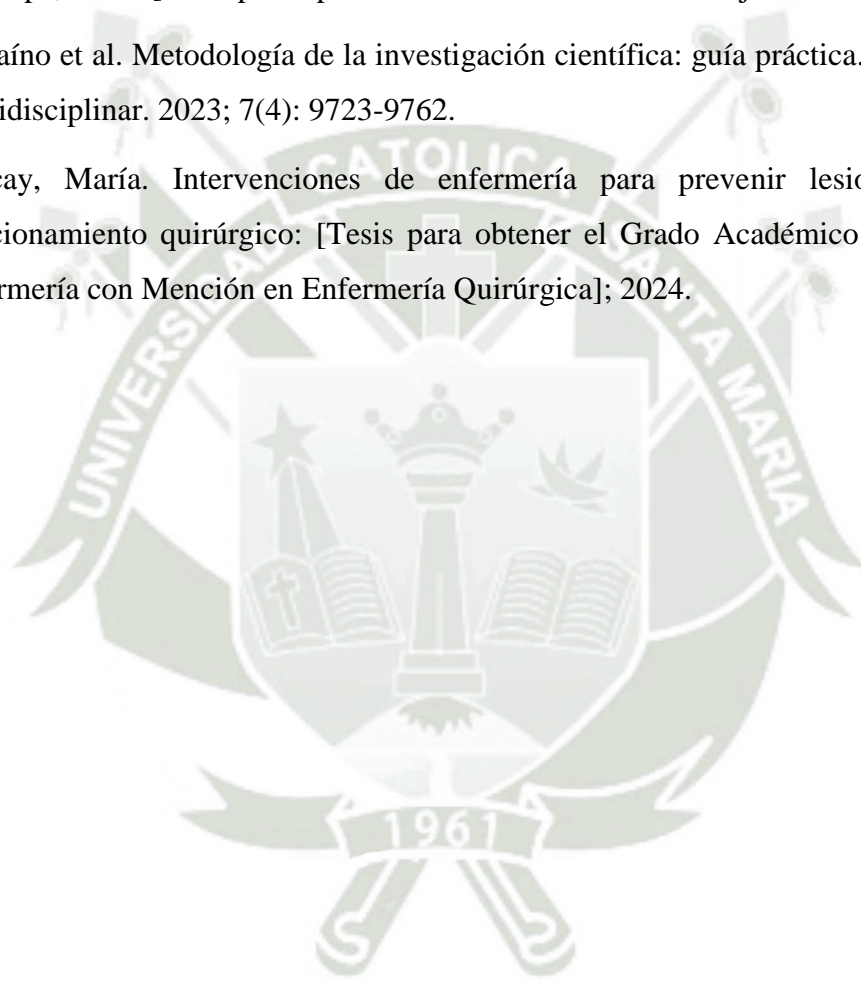 aíno et al. Metodología de la investigación científica: guía práctica.
idisciplinar. 2023; 7(4): 9723-9762.
cay, María. Intervenciones de enfermería para prevenir lesio
cionamiento quirúrgico: [Tesis para obtener el Grado Académico
rmería con Mención en Enfermería Quirúrgica]; 2024.
UNIVERSIDAD CATOLICA SANTA MARIA
1961